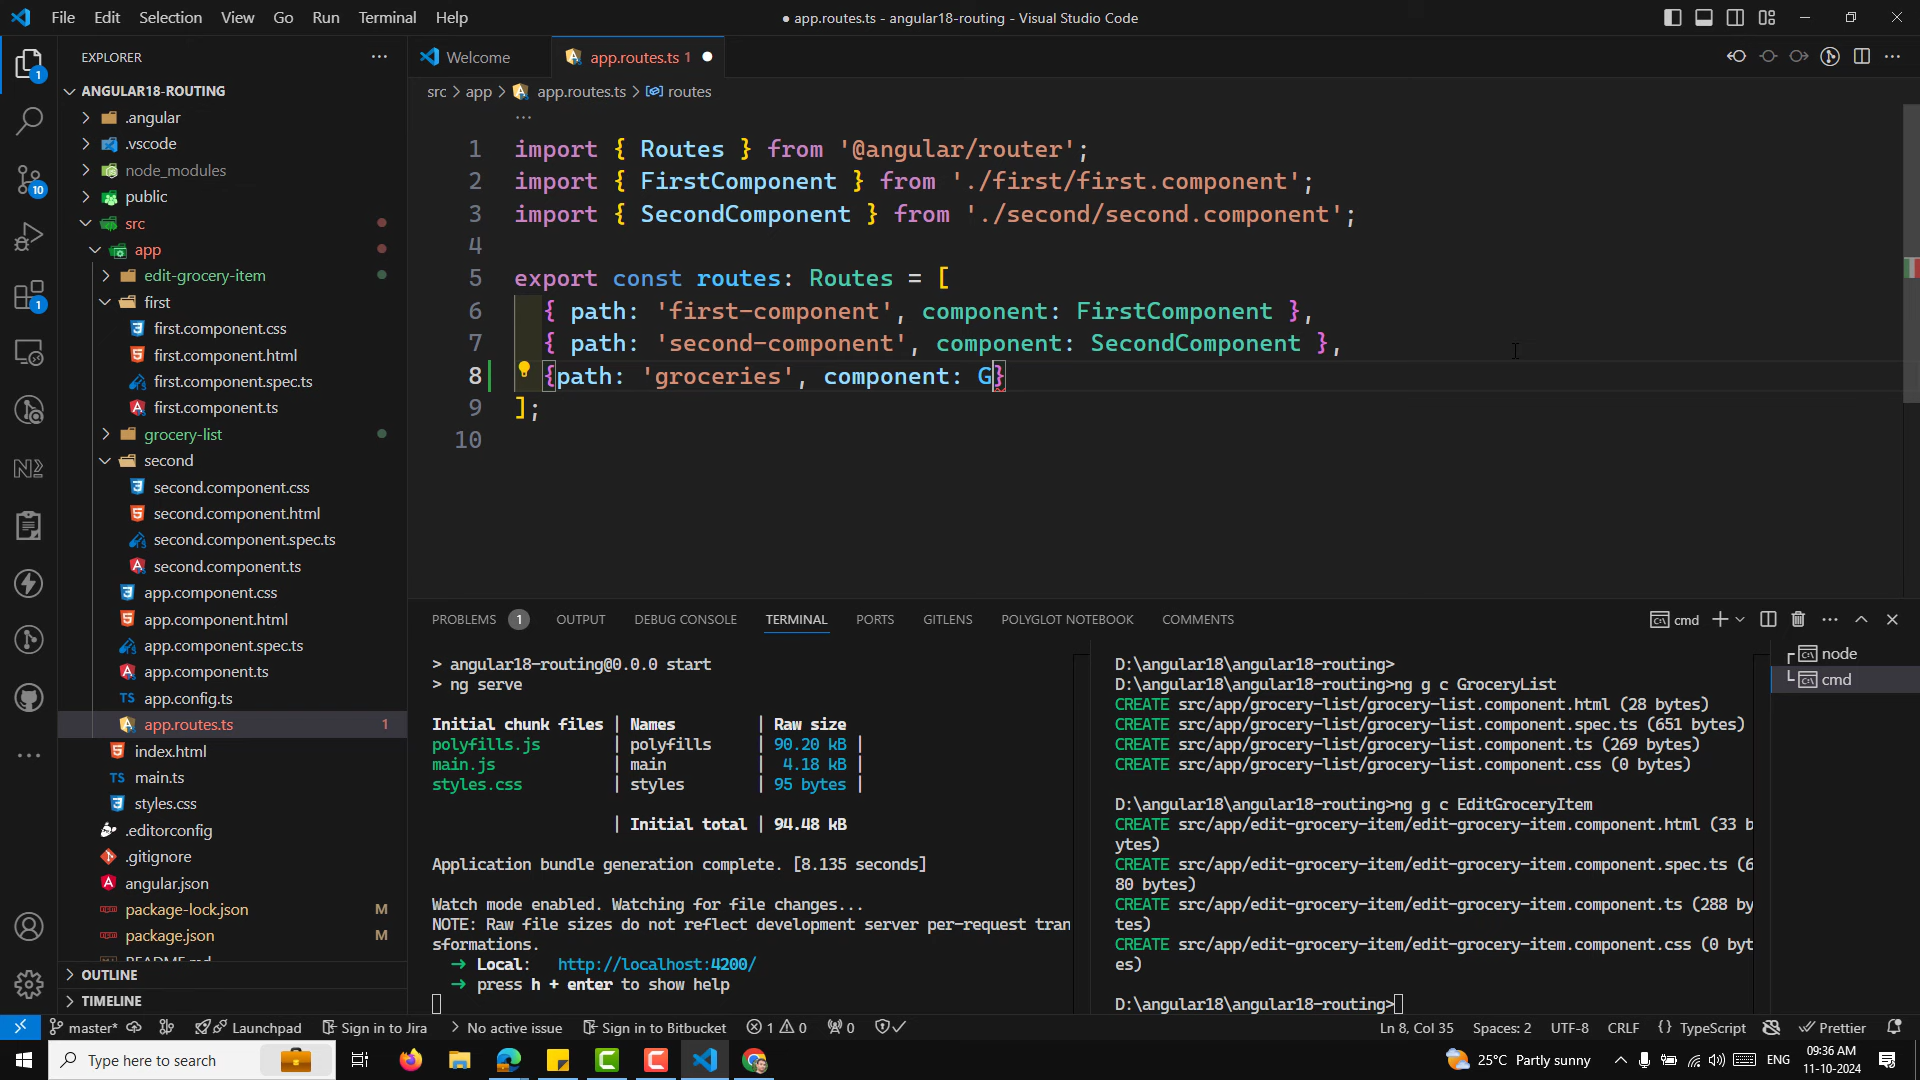 File Edit Selection View Go Run Terminal Help
● app.routes.ts - angular18-routing - Visual Studio Code
EXPLORER
ANGULAR18-ROUTING
.angular
.vscode
node_modules
public
src
app
edit-grocery-item
first
first.component.css
first.component.html
first.component.spec.ts
first.component.ts
grocery-list
second
second.component.css
second.component.html
second.component.spec.ts
second.component.ts
app.component.css
app.component.html
app.component.spec.ts
app.component.ts
TS app.config.ts
app.routes.ts 1
index.html
TS main.ts
styles.css
.editorconfig
.gitignore
angular.json
package-lock.json M
package.json M
README.md
OUTLINE
TIMELINE
1
10
1
Welcome
app.routes.ts 1
src > app > app.routes.ts > routes
1 import { Routes } from '@angular/router';
2 import { FirstComponent } from './first/first.component';
3 import { SecondComponent } from './second/second.component';
4
5 export const routes: Routes = [
6 { path: 'first-component', component: FirstComponent },
7 { path: 'second-component', component: SecondComponent },
8 {path: 'groceries', component: G}
9 ];
10
PROBLEMS 1 OUTPUT DEBUG CONSOLE TERMINAL PORTS GITLENS POLYGLOT NOTEBOOK COMMENTS
cmd
> angular18-routing@0.0.0 start
> ng serve
Initial chunk files | Names | Raw size
polyfills.js | polyfills | 90.20 kB |
main.js | main | 4.18 kB |
styles.css | styles | 95 bytes |
| Initial total | 94.48 kB
Application bundle generation complete. [8.135 seconds]
Watch mode enabled. Watching for file changes...
NOTE: Raw file sizes do not reflect development server per-request tran
sformations.
➜ Local: http://localhost:4200/
➜ press h + enter to show help
D:\angular18\angular18-routing>
D:\angular18\angular18-routing>ng g c GroceryList
CREATE src/app/grocery-list/grocery-list.component.html (28 bytes)
CREATE src/app/grocery-list/grocery-list.component.spec.ts (651 bytes)
CREATE src/app/grocery-list/grocery-list.component.ts (269 bytes)
CREATE src/app/grocery-list/grocery-list.component.css (0 bytes)
D:\angular18\angular18-routing>ng g c EditGroceryItem
CREATE src/app/edit-grocery-item/edit-grocery-item.component.html (33 b
ytes)
CREATE src/app/edit-grocery-item/edit-grocery-item.component.spec.ts (6
80 bytes)
CREATE src/app/edit-grocery-item/edit-grocery-item.component.ts (288 by
tes)
CREATE src/app/edit-grocery-item/edit-grocery-item.component.css (0 byt
es)
D:\angular18\angular18-routing>
node
cmd
master* Launchpad Sign in to Jira No active issue Sign in to Bitbucket 1 0 0
Ln 8, Col 35 Spaces: 2 UTF-8 CRLF {} TypeScript Prettier
Type here to search
25°C Partly sunny ENG
09:36 AM
11-10-2024